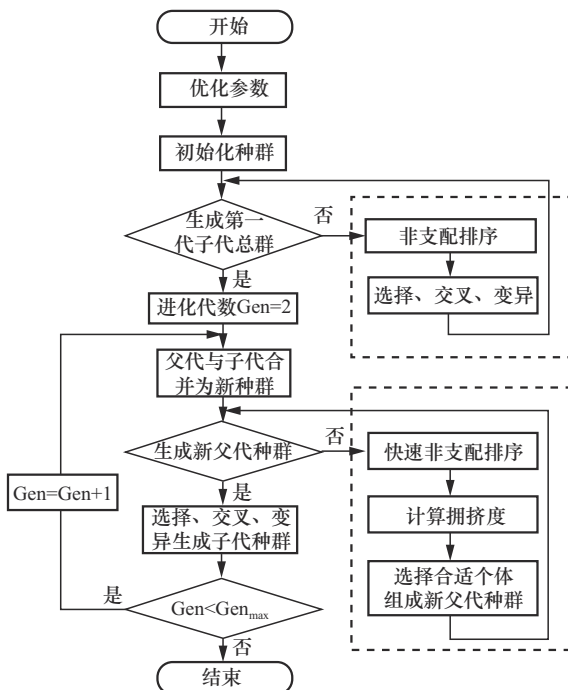 开始
优化参数
初始化种群
生成第一
代子代总群
否
非支配排序
选择、交叉、变异
是
进化代数Gen=2
父代与子代合
并为新种群
生成新父代种群
否
快速非支配排序
计算拥挤度
选择合适个体
组成新父代种群
是
Gen=Gen+1
选择、交叉、变
异生成子代种群
是
Gen<Genmax
否
结束